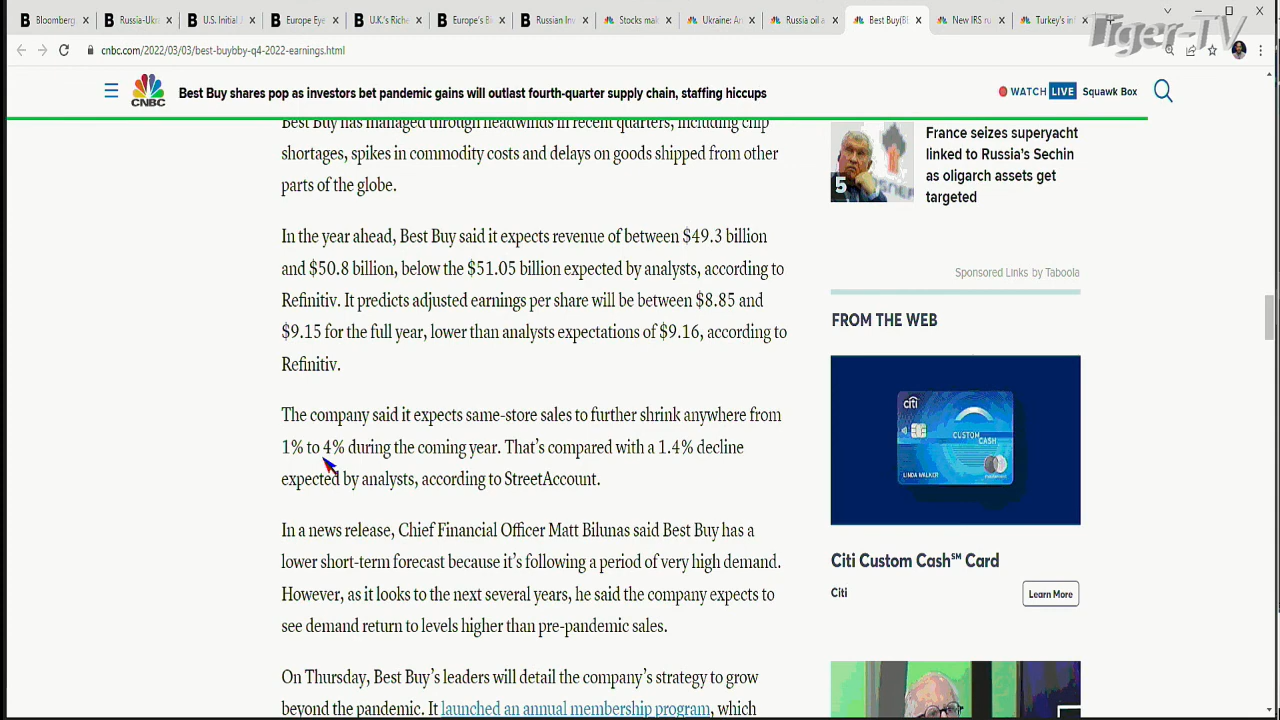 Bloomberg
Russia-Ukr
U.S. Initial J
Europe Eye
U.K.'s Riche
Europe's B
Russian Inv
Stocks mal
Ukraine: A
Russia oil a
Best Buy(B
New IRS ru
Turkey's in
Tiger-TV
cnbc.com/2022/03/03/best-buybby-q4-2022-earnings.html
CNBC
Best Buy shares pop as investors bet pandemic gains will outlast fourth-quarter supply chain, staffing hiccups
WATCH LIVE Squawk Box
Best Buy has managed through headwinds in recent quarters, including chip
shortages, spikes in commodity costs and delays on goods shipped from other
parts of the globe.
In the year ahead, Best Buy said it expects revenue of between $49.3 billion
and $50.8 billion, below the $51.05 billion expected by analysts, according to
Refinitiv. It predicts adjusted earnings per share will be between $8.85 and
$9.15 for the full year, lower than analysts expectations of $9.16, according to
Refinitiv.
The company said it expects same-store sales to further shrink anywhere from
1% to 4% during the coming year. That's compared with a 1.4% decline
expected by analysts, according to StreetAccount.
In a news release, Chief Financial Officer Matt Bilunas said Best Buy has a
lower short-term forecast because it's following a period of very high demand.
However, as it looks to the next several years, he said the company expects to
see demand return to levels higher than pre-pandemic sales.
On Thursday, Best Buy's leaders will detail the company's strategy to grow
beyond the pandemic. It launched an annual membership program, which
5
France seizes superyacht
linked to Russia's Sechin
as oligarch assets get
targeted
Sponsored Links by Taboola
FROM THE WEB
citi
CUSTOM
CASH
LINDA WALKER
Citi Custom Cash℠ Card
Citi
Learn More